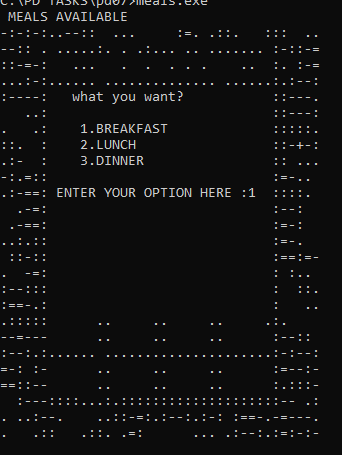 C:\PD TASKS\pd07>meals.exe
MEALS AVAILABLE
what you want?
1.BREAKFAST
2.LUNCH
3.DINNER
ENTER YOUR OPTION HERE :1